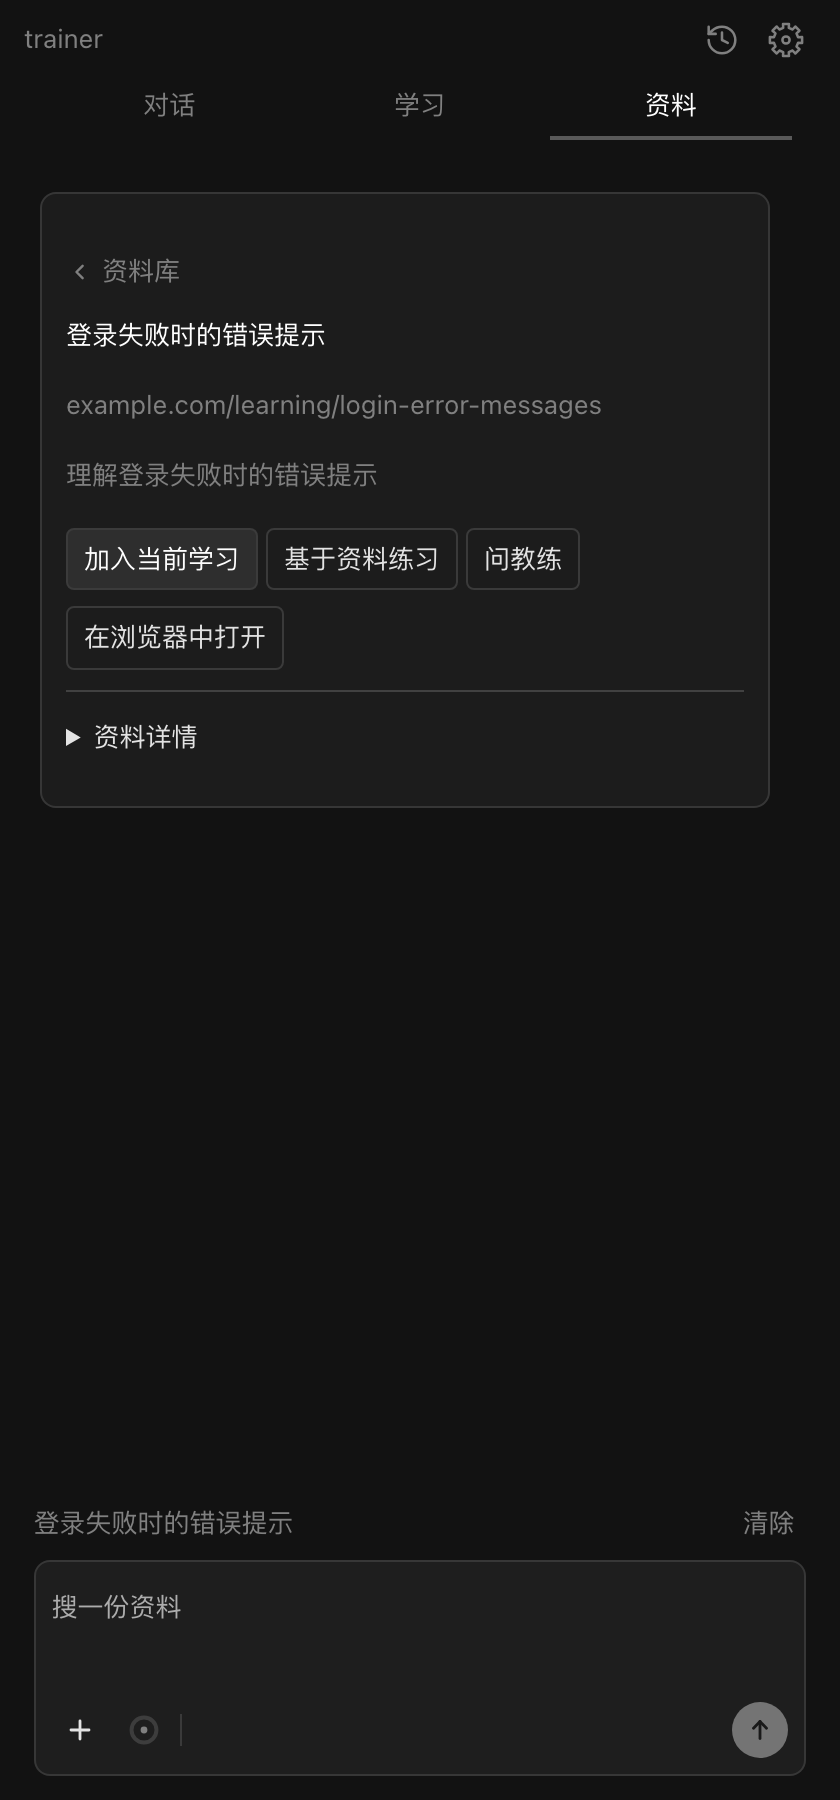 trainer
对话 学习 资料
资料库
登录失败时的错误提示
example.com/learning/login-error-messages
理解登录失败时的错误提示
加入当前学习 基于资料练习 问教练
在浏览器中打开
资料详情
登录失败时的错误提示 清除
搜一份资料